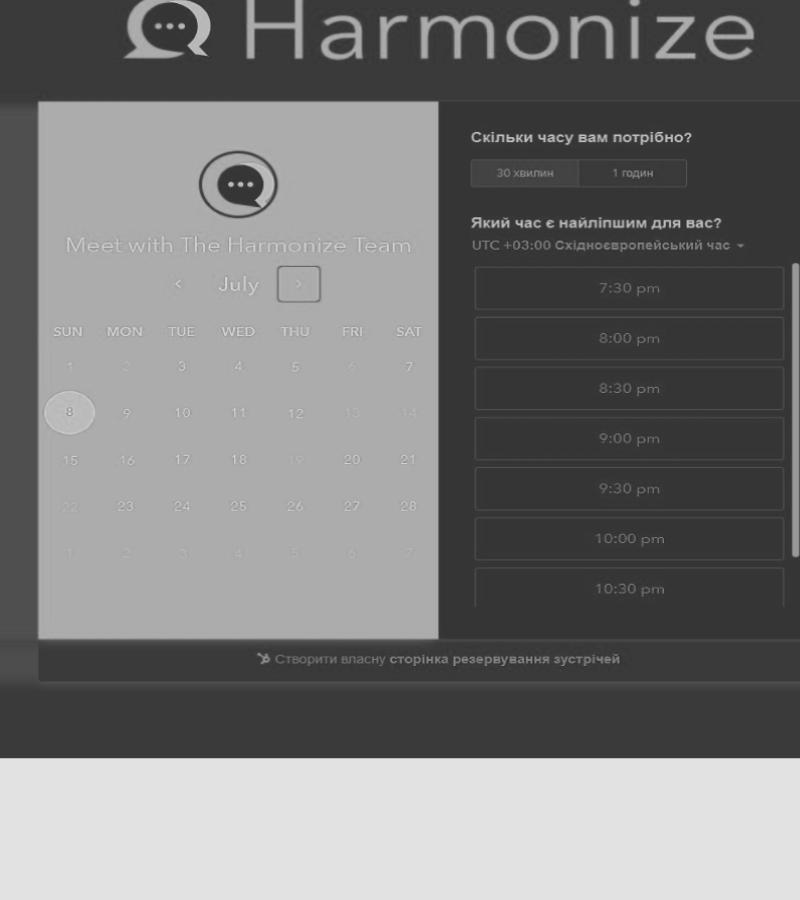 Harmonize
Meet with The Harmonize Team
July
SUN MON TUE WED THU FRI SAT
1 2 3 4 5 6 7
8 9 10 11 12 13 14
15 16 17 18 19 20 21
22 23 24 25 26 27 28
1 2 3 4 5 6 7
Скільки часу вам потрібно?
30 хвилин 1 годин
Який час є найліпшим для вас?
UTC +03:00 Східноєвропейський час
7:30 pm
8:00 pm
8:30 pm
9:00 pm
9:30 pm
10:00 pm
10:30 pm
Створити власну сторінка резервування зустрічей